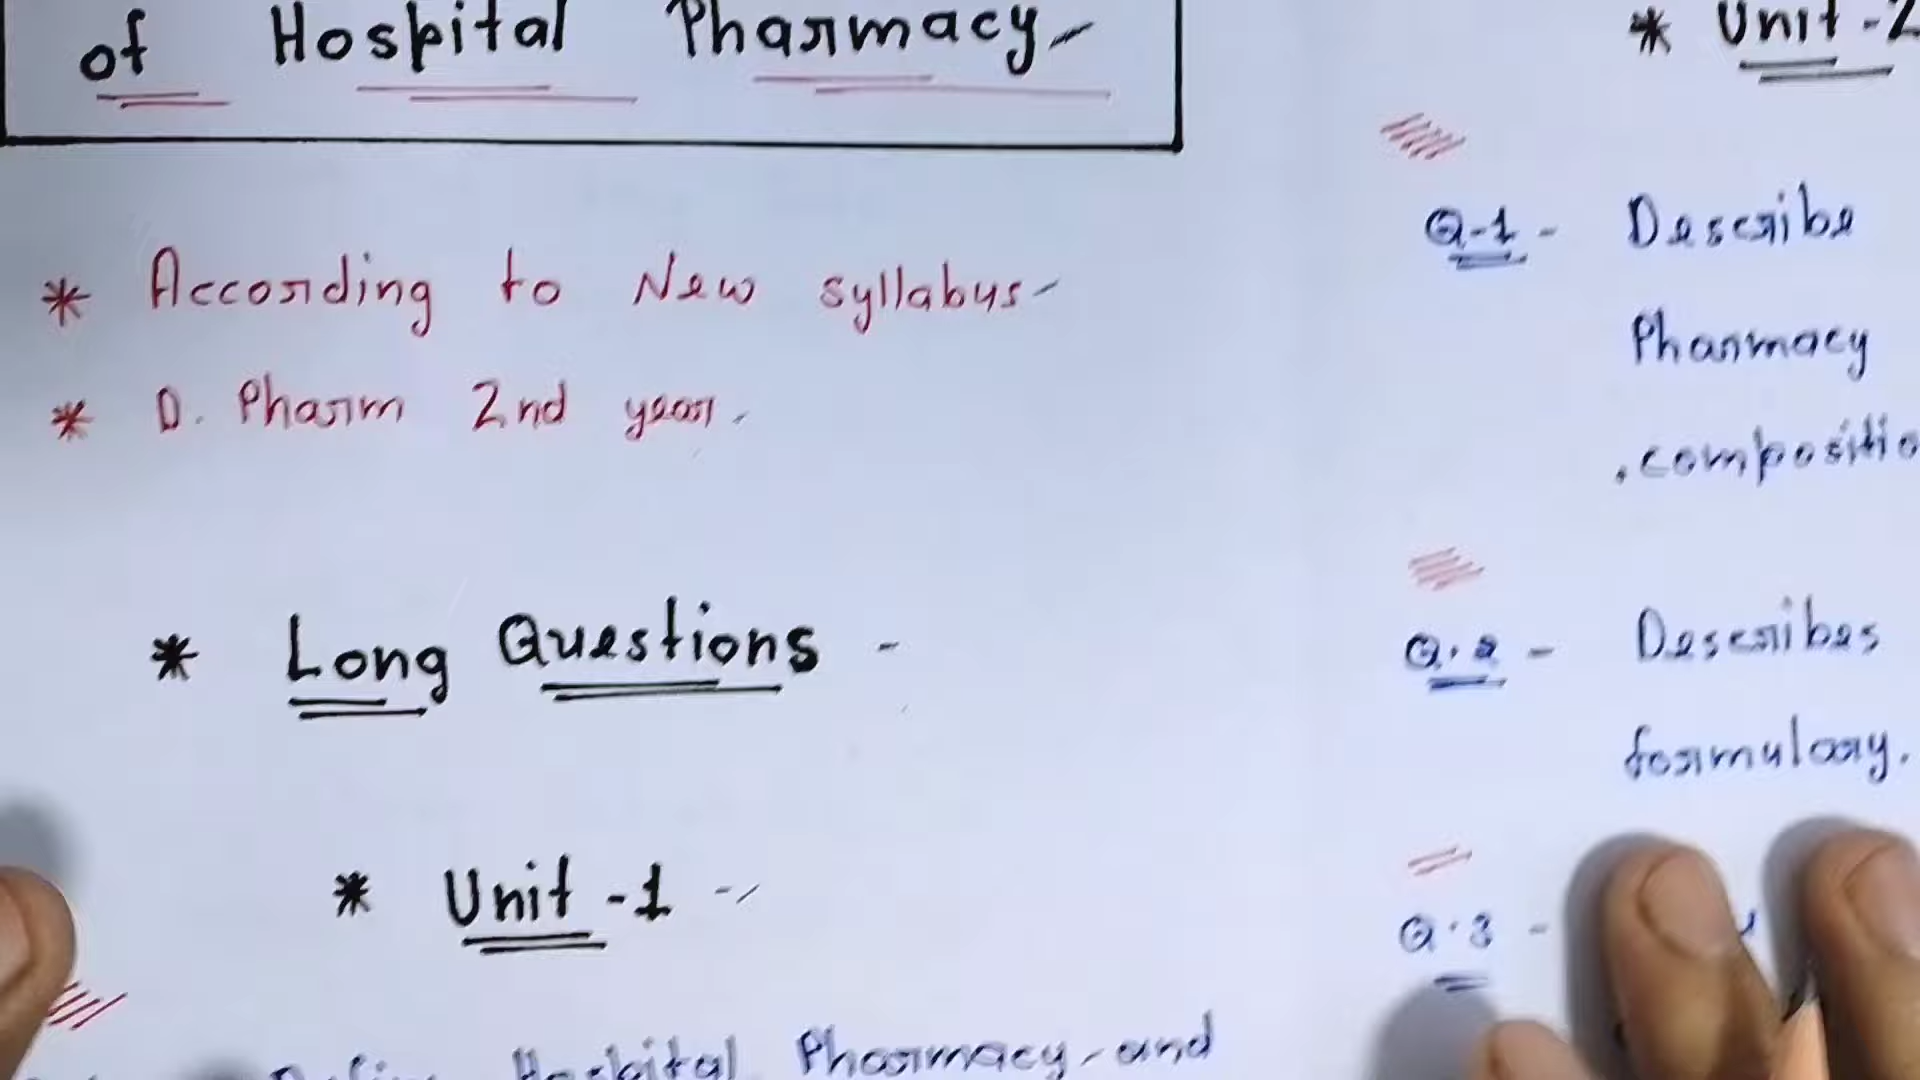 of Hospital Pharmacy
* According to New syllabus
* D. Pharm 2nd year.
* Long Questions -
* Unit -1 -
Define Hospital Pharmacy and
* Unit -2
Q-1 - Describe
Pharmacy
compositio
Q.2 - Describes
formulary.
Q.3 -